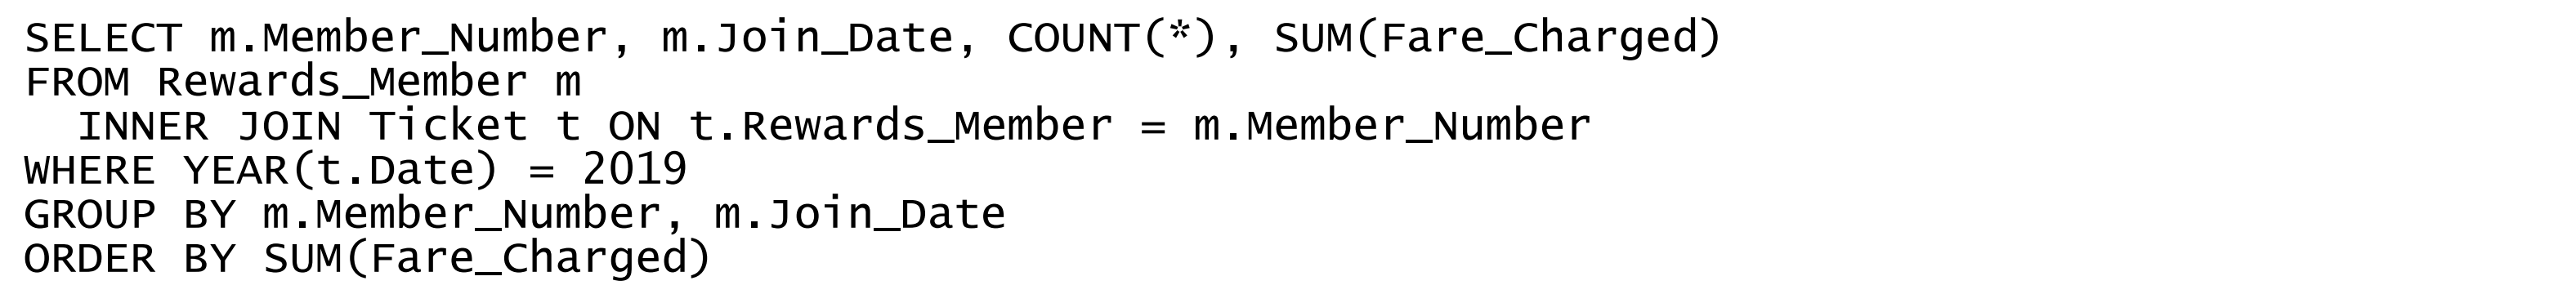 SELECT m.Member_Number, m.Join_Date, COUNT(*), SUM(Fare_Charged)
FROM Rewards_Member m
  INNER JOIN Ticket t ON t.Rewards_Member = m.Member_Number
WHERE YEAR(t.Date) = 2019
GROUP BY m.Member_Number, m.Join_Date
ORDER BY SUM(Fare_Charged)